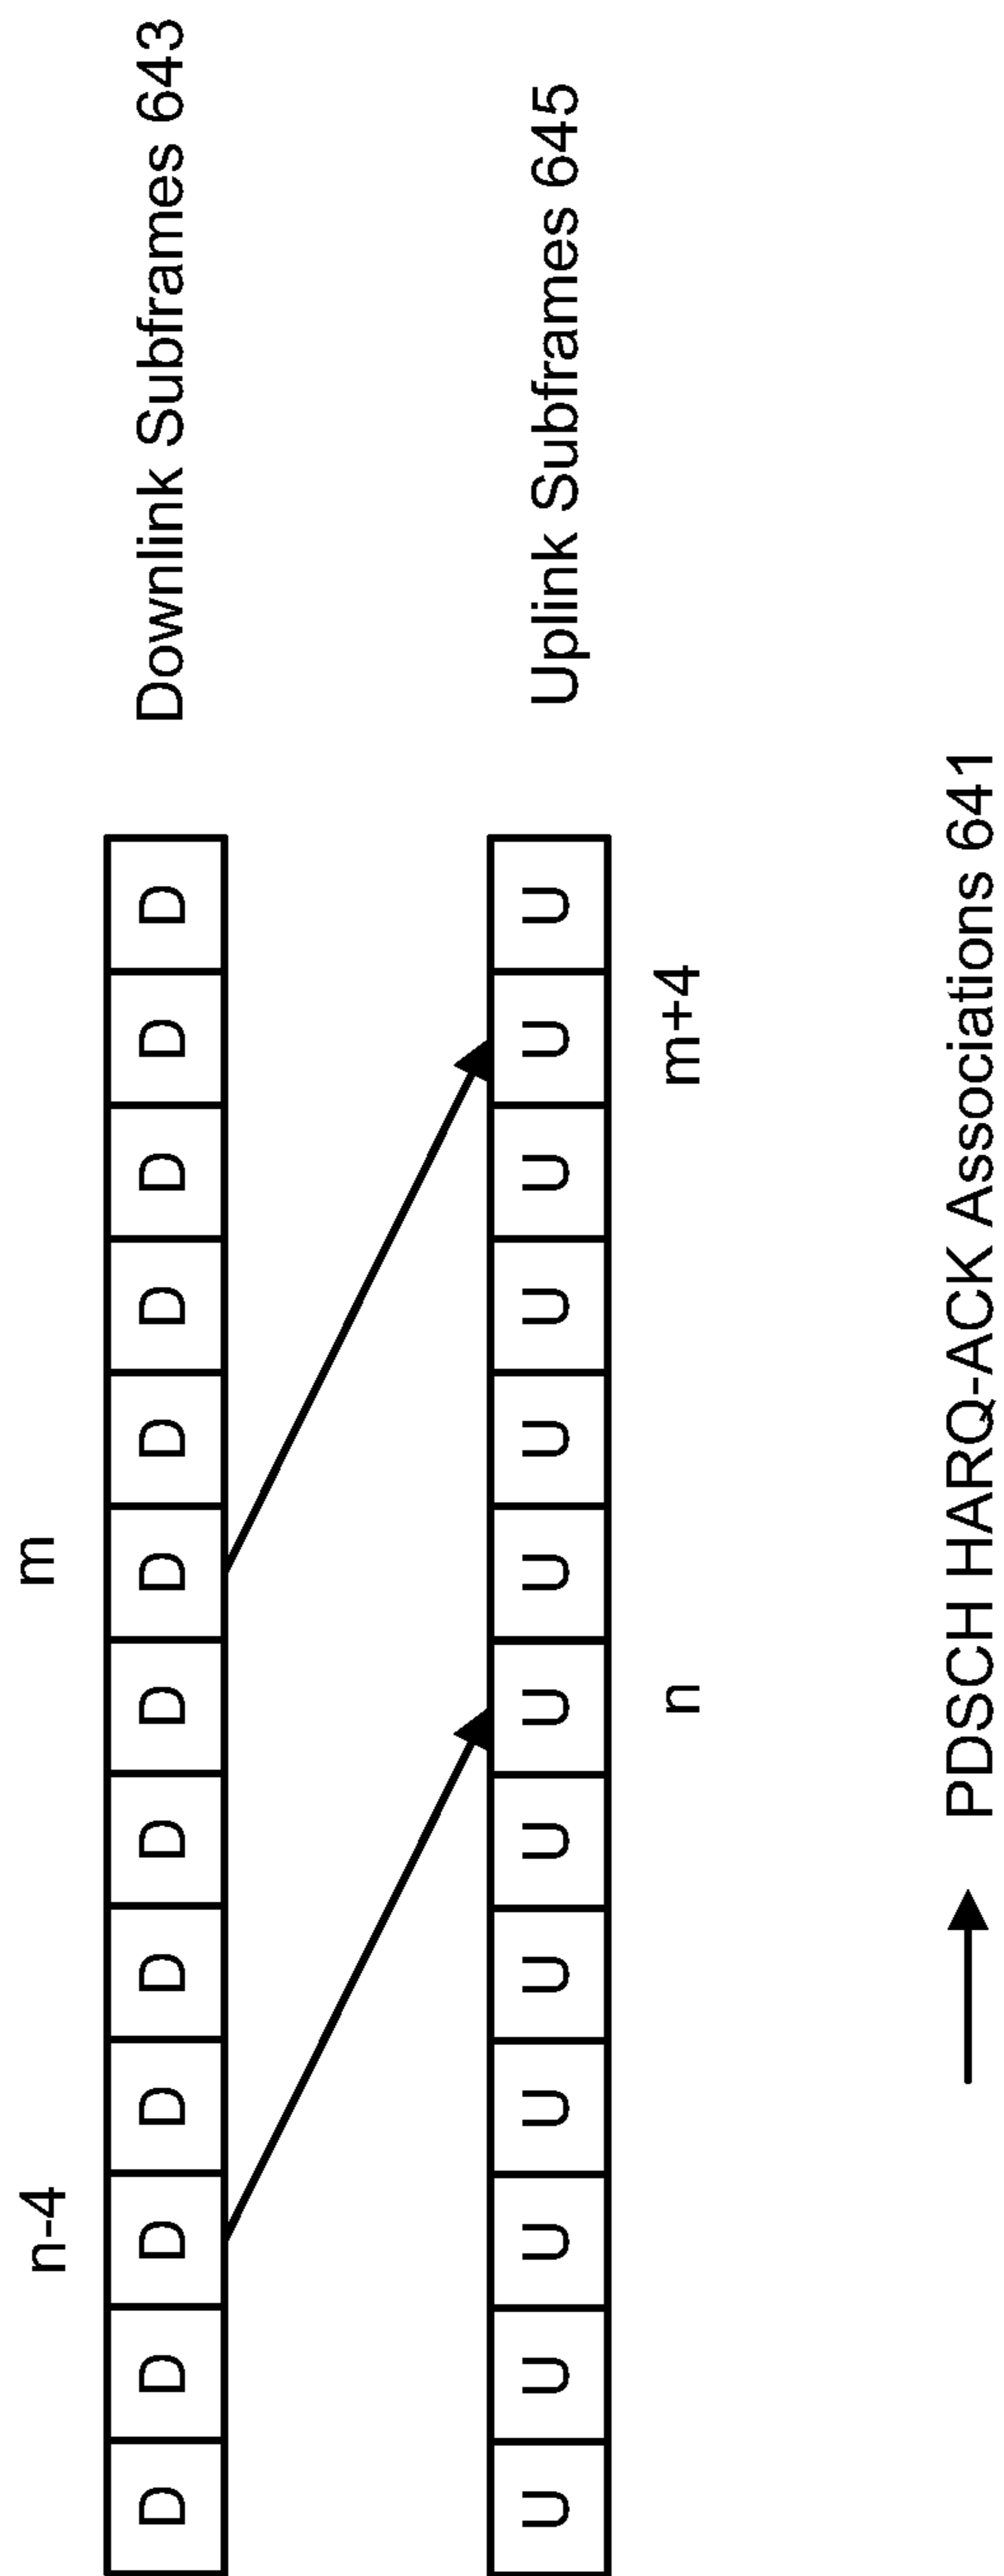 n-4 m
D D D D D D D D D D D D D Downlink Subframes 643
U U U U U U U U U U U U U Uplink Subframes 645
n m+4
PDSCH HARQ-ACK Associations 641